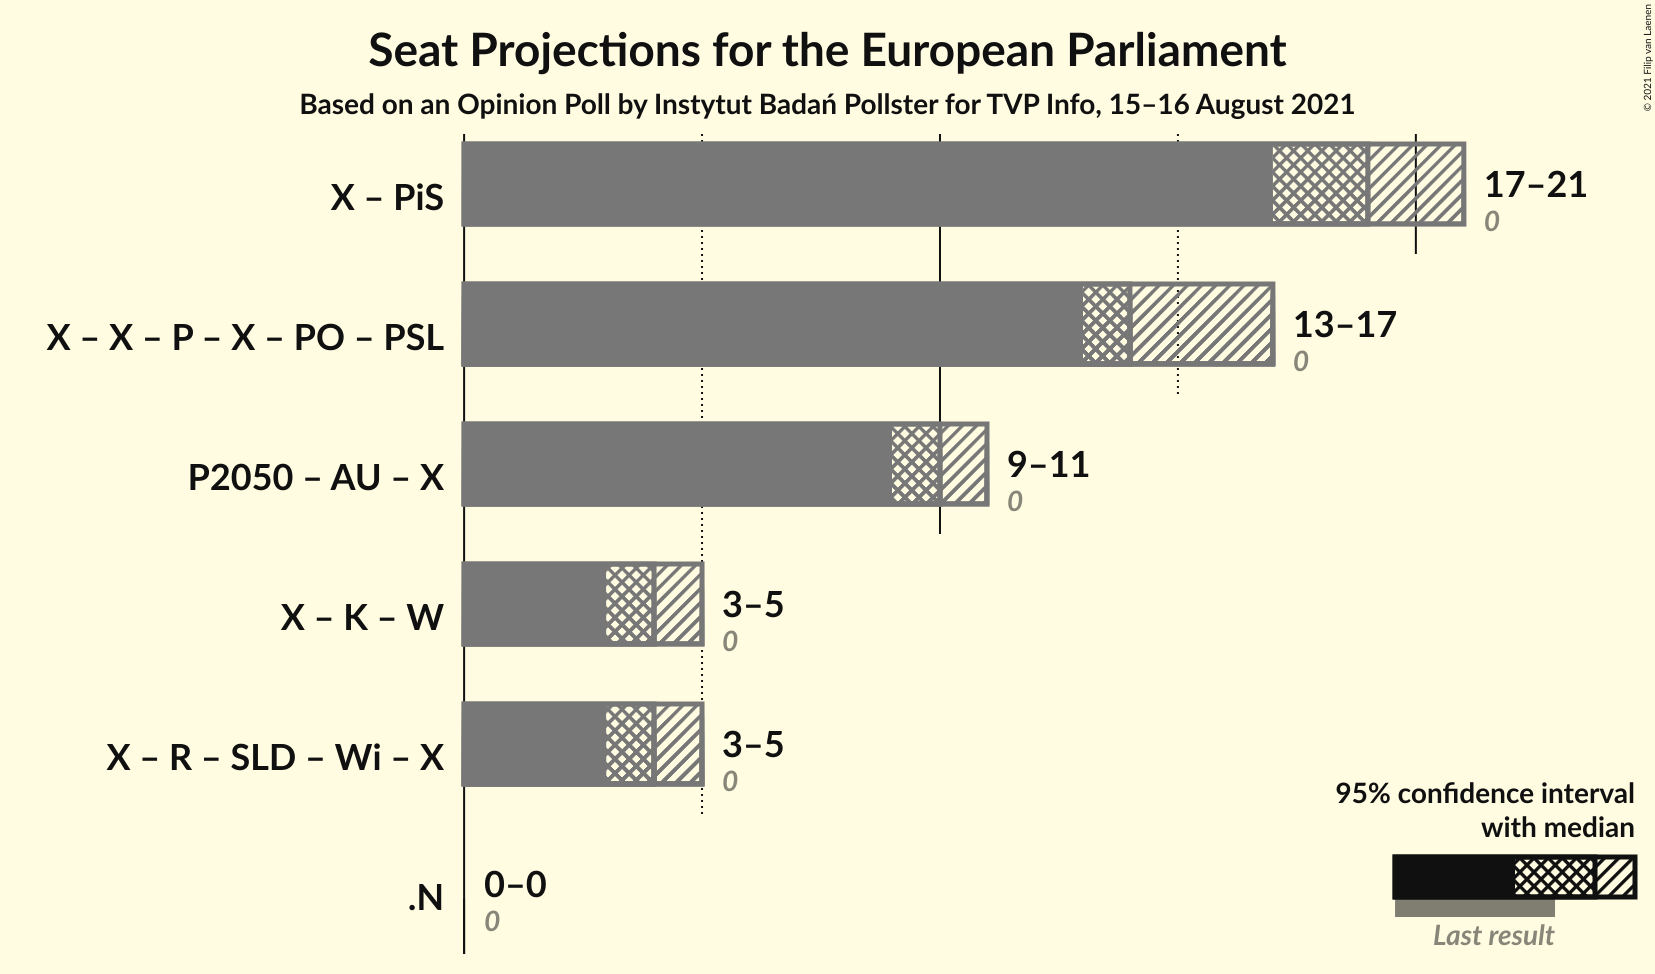 Seat Projections for the European Parliament
Based on an Opinion Poll by Instytut Badań Pollster for TVP Info, 15–16 August 2021
© 2021 Filip van Laenen
X – PiS
17–21
0
X – X – P – X – PO – PSL
13–17
0
P2050 – AU – X
9–11
0
X – K – W
3–5
0
X – R – SLD – Wi – X
3–5
0
.N
0–0
0
95% confidence interval
with median
Last result